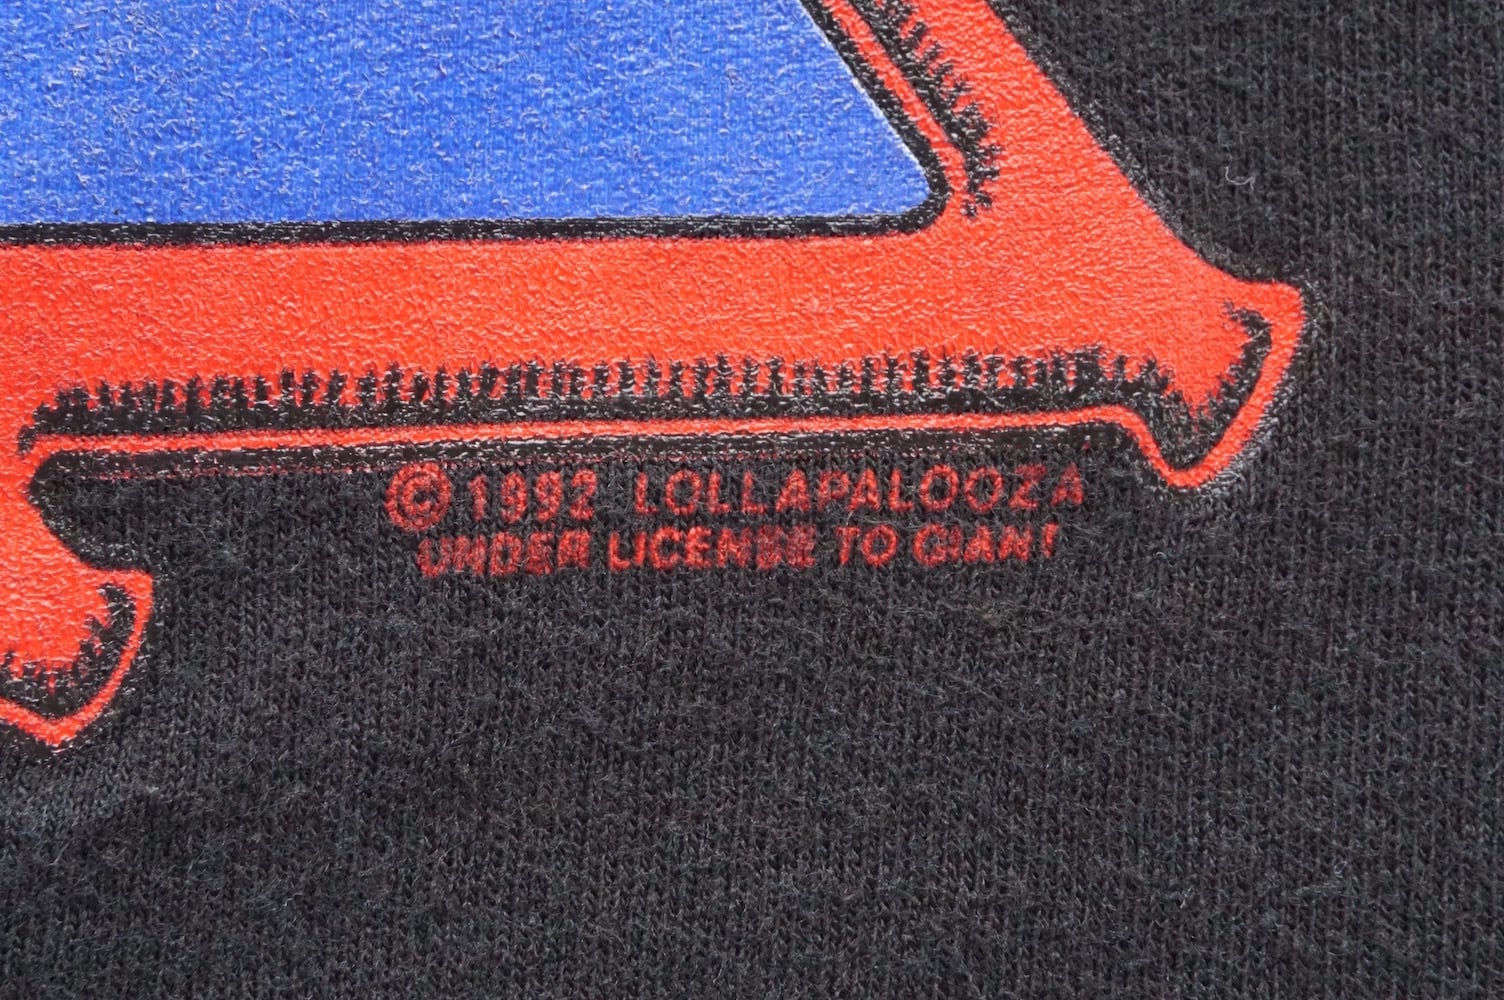 © 1992 LOLLAPALOOZA
UNDER LICENSE TO GIANT